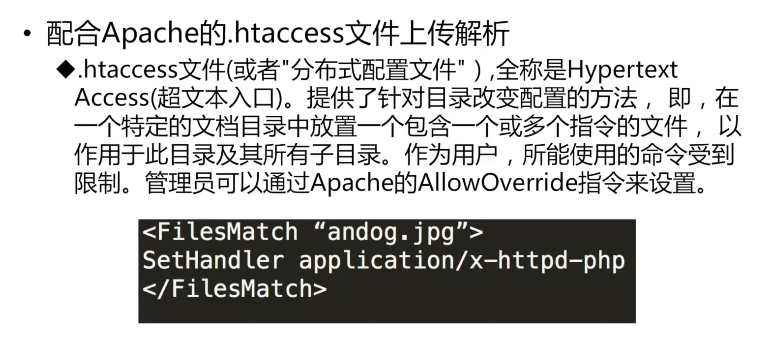 • 配合Apache的.htaccess文件上传解析
◆.htaccess文件(或者"分布式配置文件"）,全称是Hypertext
Access(超文本入口)。提供了针对目录改变配置的方法， 即，在
一个特定的文档目录中放置一个包含一个或多个指令的文件， 以
作用于此目录及其所有子目录。作为用户，所能使用的命令受到
限制。管理员可以通过Apache的AllowOverride指令来设置。
<FilesMatch “andog.jpg”>
SetHandler application/x-httpd-php
</FilesMatch>